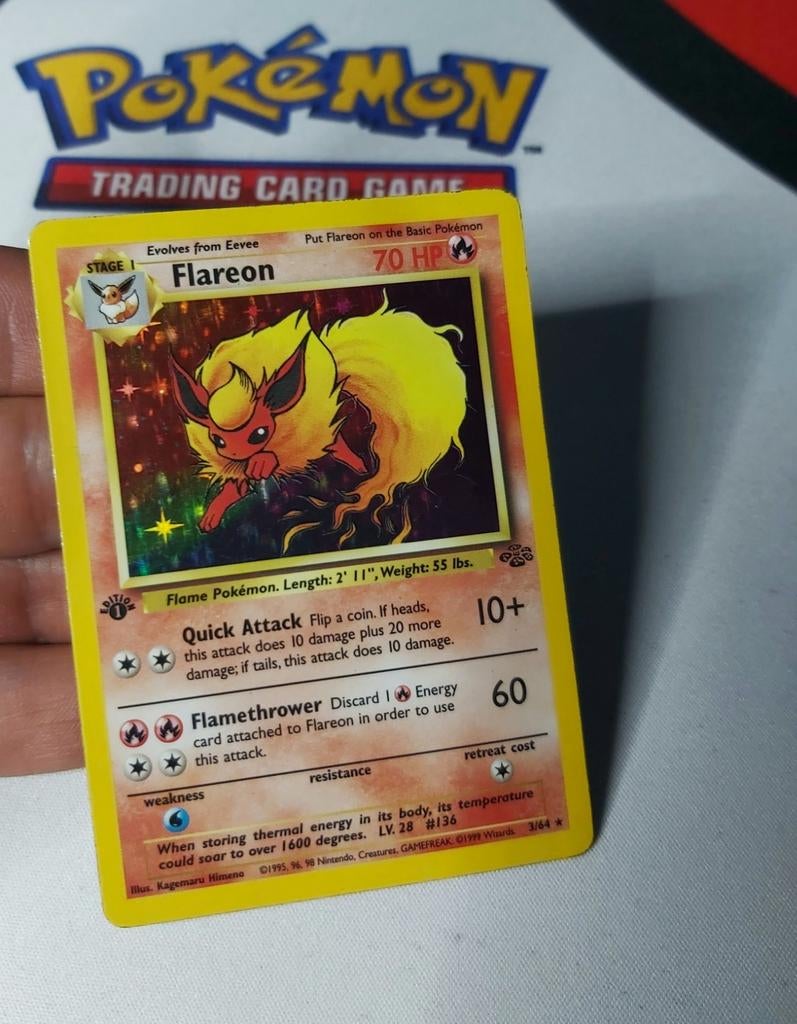 POKéMON
TM
TRADING CARD GAME
Evolves from Eevee
Put Flareon on the Basic Pokémon
STAGE 1
Flareon
70 HP
Flame Pokémon. Length: 2' 11", Weight: 55 lbs.
EDITION
1
Quick Attack Flip a coin. If heads,
this attack does 10 damage plus 20 more
damage; if tails, this attack does 10 damage.
10+
Flamethrower Discard 1 Energy
card attached to Flareon in order to use
this attack.
60
weakness
resistance
retreat cost
When storing thermal energy in its body, its temperature
could soar to over 1600 degrees. LV. 28 #136
Illus. Kagemaru Himeno
©1995, 96, 98 Nintendo, Creatures, GAMEFREAK. ©1999 Wizards.
3/64 ★